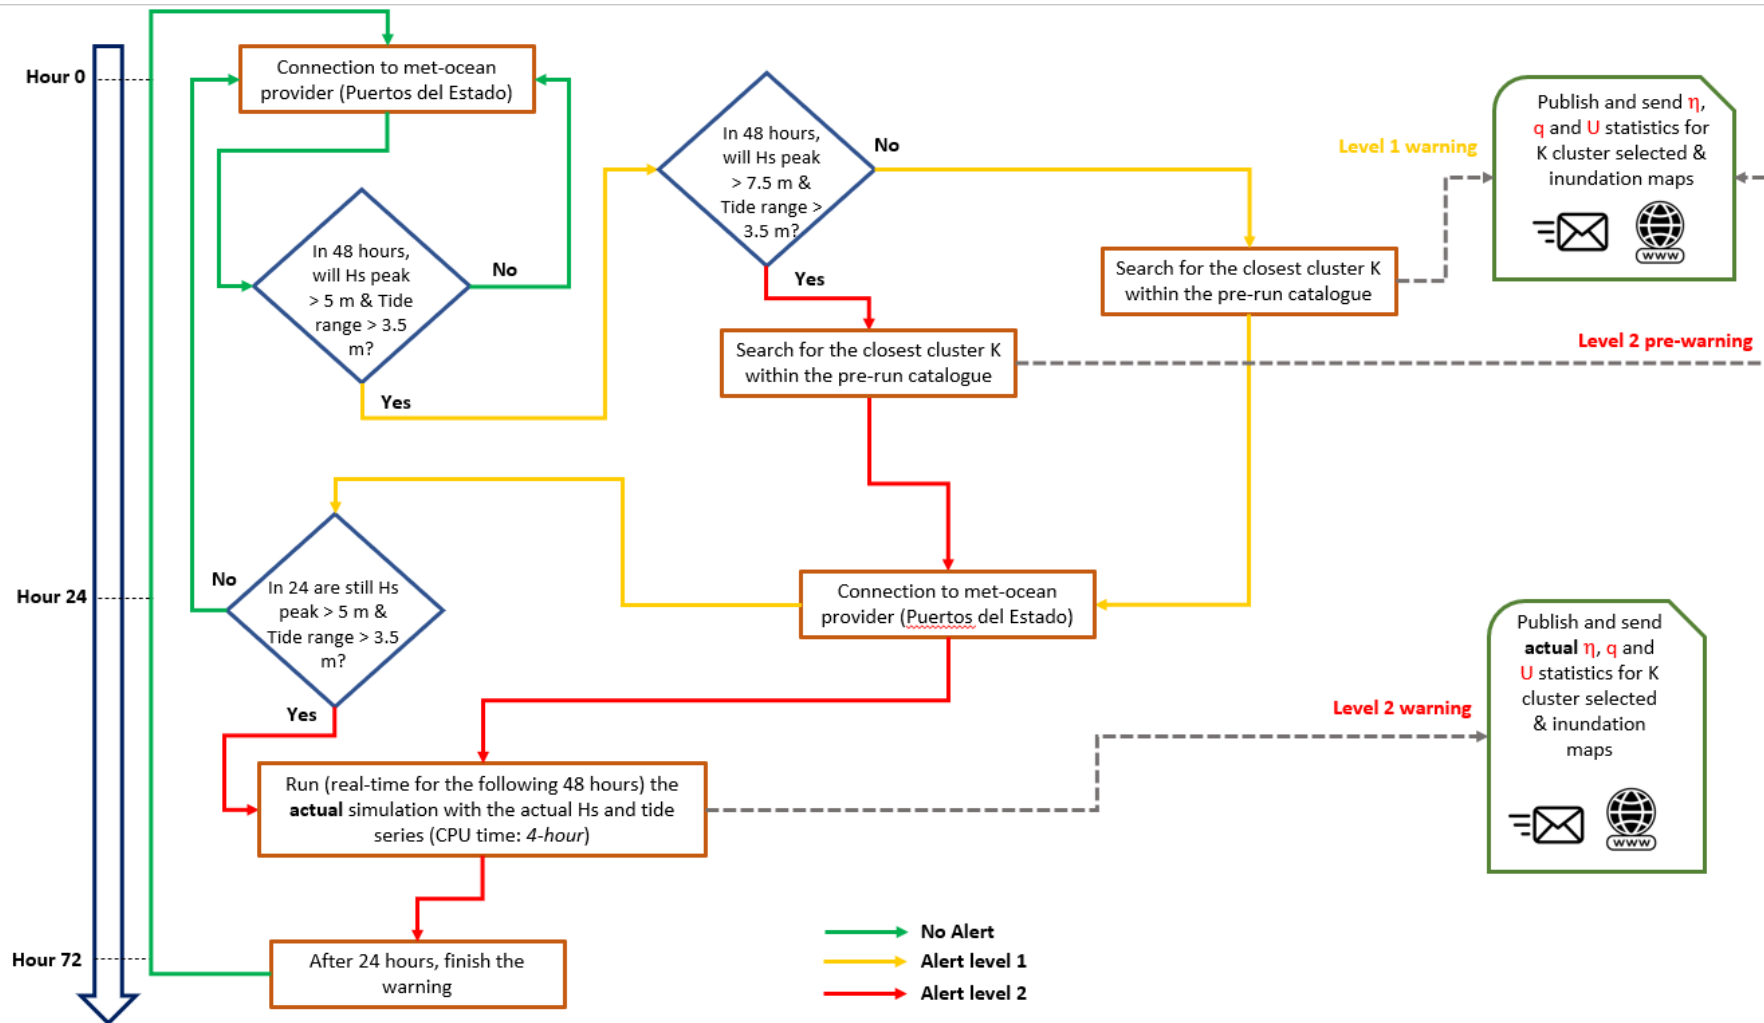 Hour 0
Connection to met-ocean
provider (Puertos del Estado)
In 48 hours,
will Hs peak
> 5 m & Tide
range > 3.5
m?
No
Yes
In 48 hours,
will Hs peak
> 7.5 m &
Tide range >
3.5 m?
No
Yes
Search for the closest cluster K
within the pre-run catalogue
Search for the closest cluster K
within the pre-run catalogue
Level 1 warning
Publish and send η,
q and U statistics for
K cluster selected &
inundation maps
WWW
Level 2 pre-warning
Hour 24
No
In 24 are still Hs
peak > 5 m &
Tide range > 3.5
m?
Yes
Connection to met-ocean
provider (Puertos del Estado)
Level 2 warning
Publish and send
actual η, q and
U statistics for K
cluster selected
& inundation
maps
WWW
Run (real-time for the following 48 hours) the
actual simulation with the actual Hs and tide
series (CPU time: 4-hour)
Hour 72
After 24 hours, finish the
warning
No Alert
Alert level 1
Alert level 2